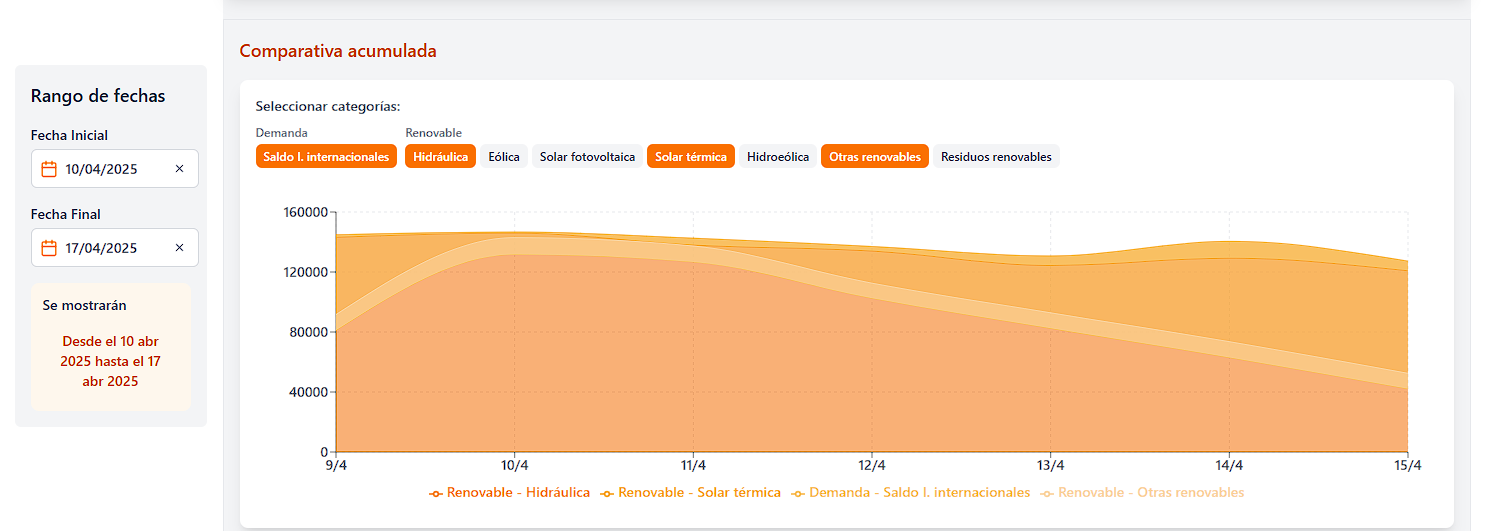 Rango de fechas
Fecha Inicial
10/04/2025
Fecha Final
17/04/2025
Se mostrarán
Desde el 10 abr
2025 hasta el 17
abr 2025
Comparativa acumulada
Seleccionar categorías:
Demanda Renovable
Saldo I. internacionales Hidráulica Eólica Solar fotovoltaica Solar térmica Hidroeólica Otras renovables Residuos renovables
160000
120000
80000
40000
0
9/4 10/4 11/4 12/4 13/4 14/4 15/4
Renovable - Hidráulica Renovable - Solar térmica Demanda - Saldo I. internacionales Renovable - Otras renovables